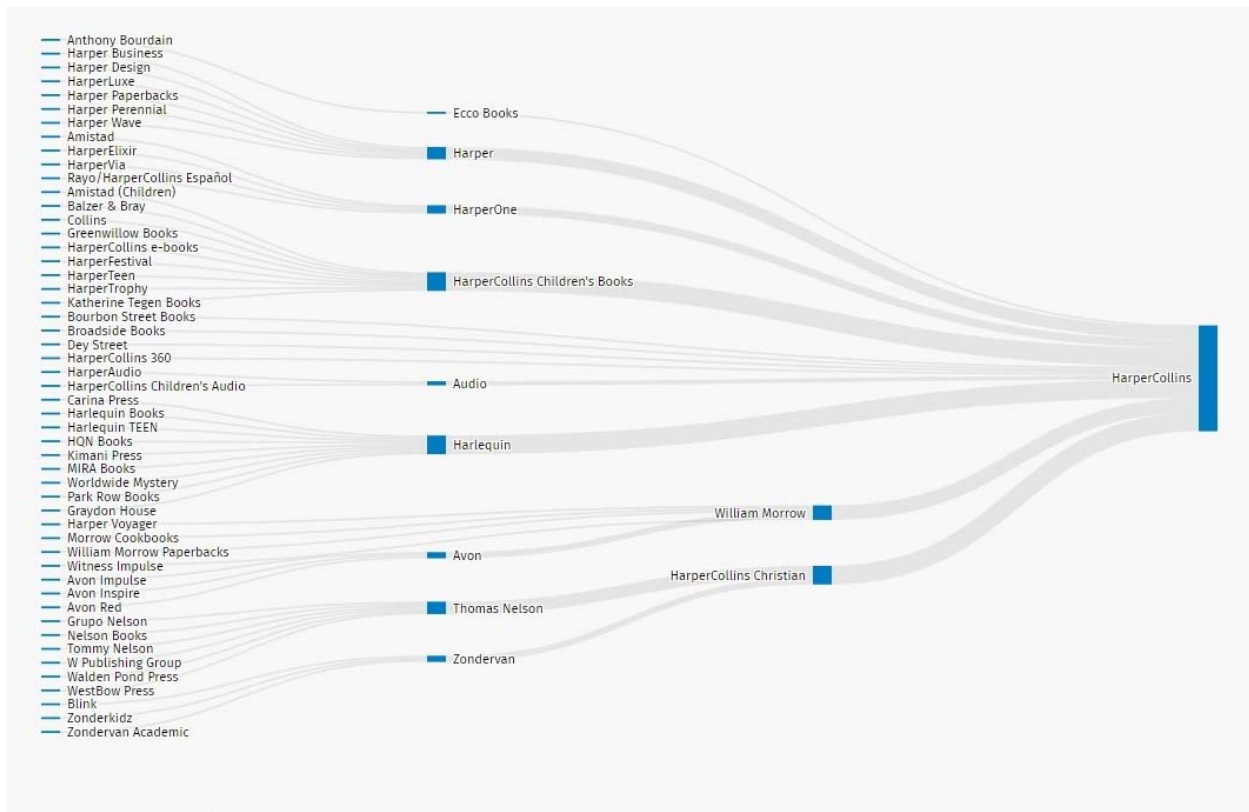 Anthony Bourdain
Harper Business
Harper Design
HarperLuxe
Harper Paperbacks
Harper Perennial
Harper Wave
Amistad
HarperElixir
HarperVia
Rayo/HarperCollins Español
Amistad (Children)
Balzer & Bray
Collins
Greenwillow Books
HarperCollins e-books
HarperFestival
HarperTeen
HarperTrophy
Katherine Tegen Books
Bourbon Street Books
Broadside Books
Dey Street
HarperCollins 360
HarperAudio
HarperCollins Children's Audio
Carina Press
Harlequin Books
Harlequin TEEN
HQN Books
Kimani Press
MIRA Books
Worldwide Mystery
Park Row Books
Graydon House
Harper Voyager
Morrow Cookbooks
William Morrow Paperbacks
Witness Impulse
Avon Impulse
Avon Inspire
Avon Red
Grupo Nelson
Nelson Books
Tommy Nelson
W Publishing Group
Walden Pond Press
WestBow Press
Blink
Zonderkidz
Zondervan Academic
Ecco Books
Harper
HarperOne
HarperCollins Children's Books
Audio
Harlequin
Avon
Thomas Nelson
Zondervan
William Morrow
HarperCollins Christian
HarperCollins